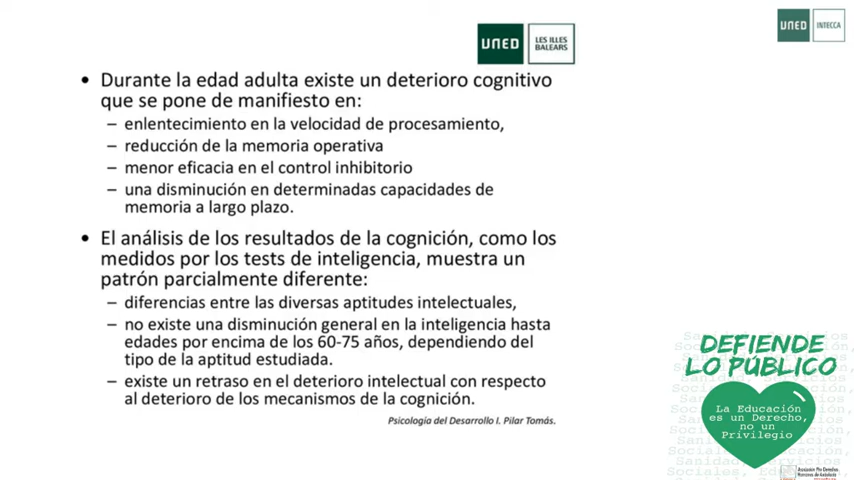 UNED
LES ILLES
BALEARS
UNED
INTECCA
• Durante la edad adulta existe un deterioro cognitivo
que se pone de manifiesto en:
– enlentecimiento en la velocidad de procesamiento,
– reducción de la memoria operativa
– menor eficacia en el control inhibitorio
– una disminución en determinadas capacidades de
memoria a largo plazo.
• El análisis de los resultados de la cognición, como los
medidos por los tests de inteligencia, muestra un
patrón parcialmente diferente:
– diferencias entre las diversas aptitudes intelectuales,
– no existe una disminución general en la inteligencia hasta
edades por encima de los 60-75 años, dependiendo del
tipo de la aptitud estudiada.
– existe un retraso en el deterioro intelectual con respecto
al deterioro de los mecanismos de la cognición.
Psicología del Desarrollo I. Pilar Tomás.
DEFIENDE
LO PÚBLICO
La Educación
es un Derecho,
no un
Privilegio